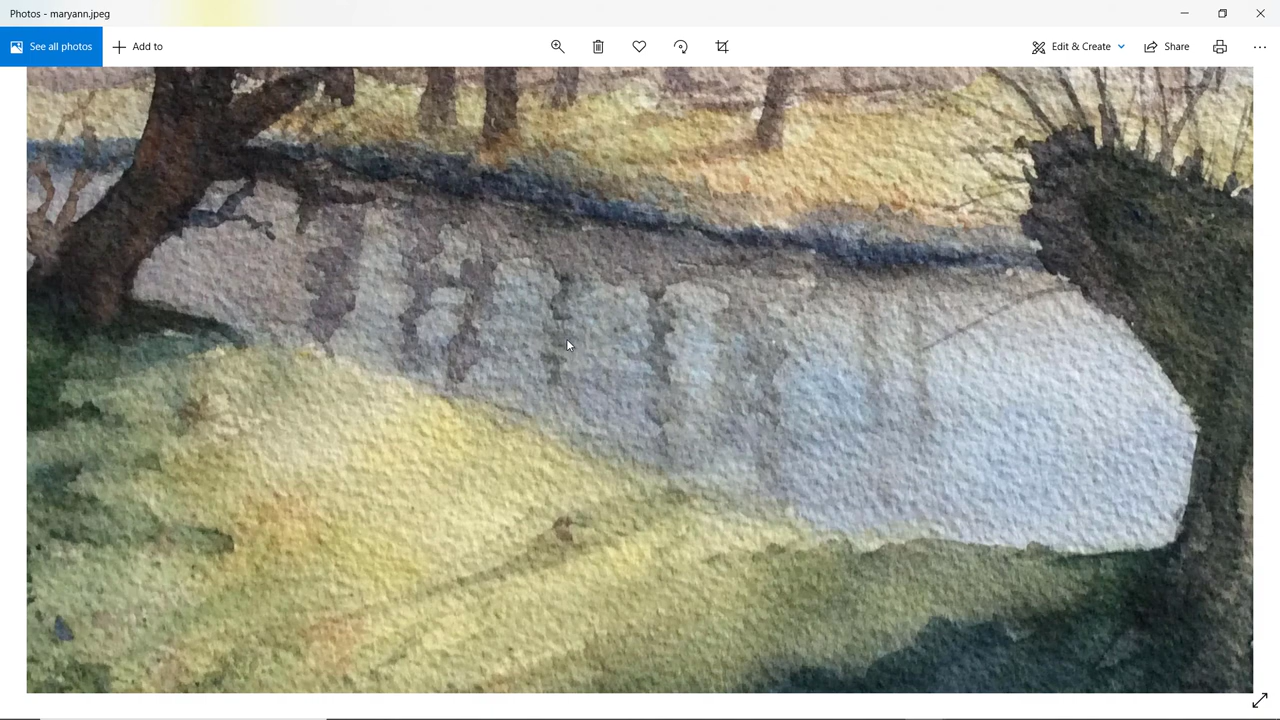 Photos - maryann.jpeg
See all photos
Add to
Edit & Create
Share